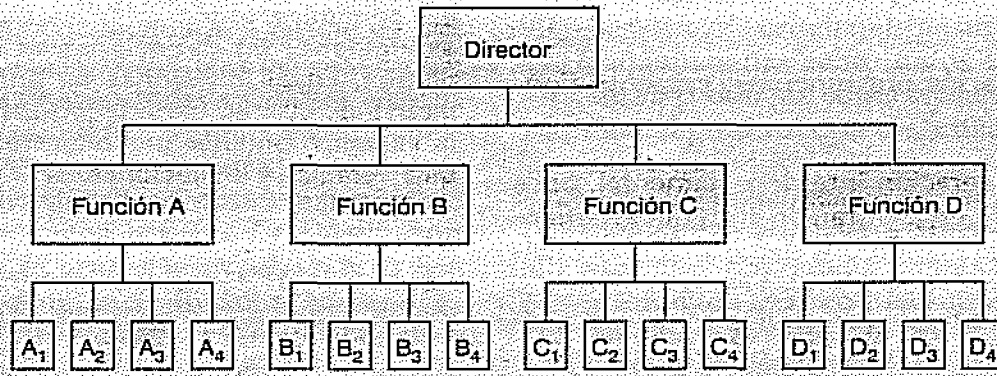 Director
Función A Función B Función C Función D
A₁ A₂ A₃ A₄ B₁ B₂ B₃ B₄ C₁ C₂ C₃ C₄ D₁ D₂ D₃ D₄